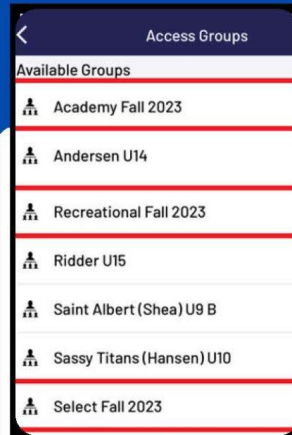 Access Groups
Available Groups
Academy Fall 2023
Andersen U14
Recreational Fall 2023
Ridder U15
Saint Albert (Shea) U9 B
Sassy Titans (Hansen) U10
Select Fall 2023